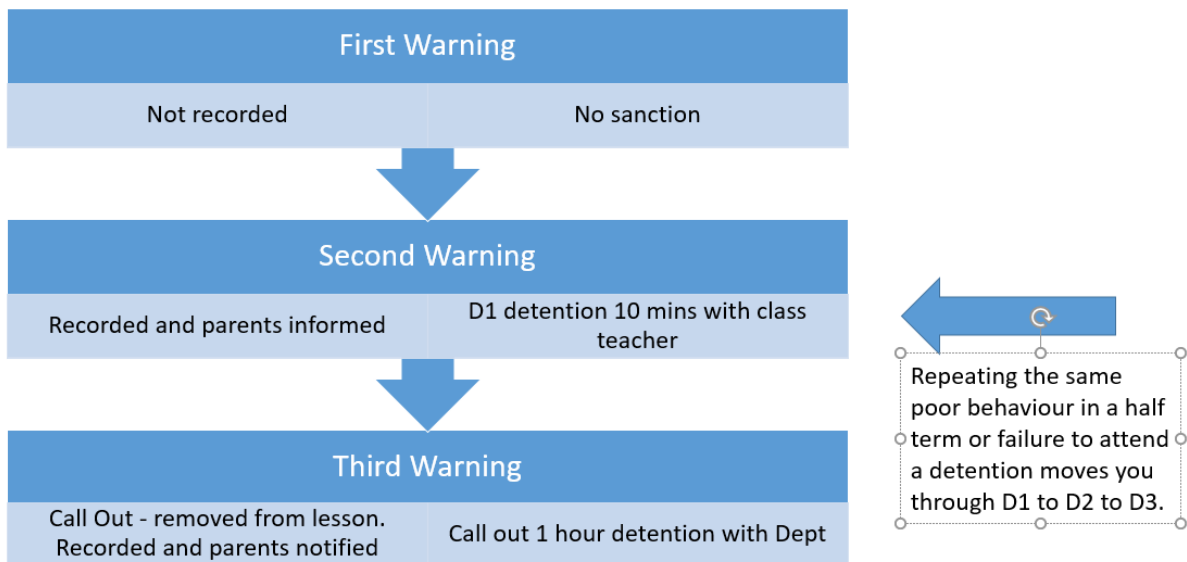 First Warning
Not recorded
No sanction
Second Warning
Recorded and parents informed
D1 detention 10 mins with class
teacher
Third Warning
Call Out - removed from lesson.
Recorded and parents notified
Call out 1 hour detention with Dept
Repeating the same
poor behaviour in a half
term or failure to attend
a detention moves you
through D1 to D2 to D3.